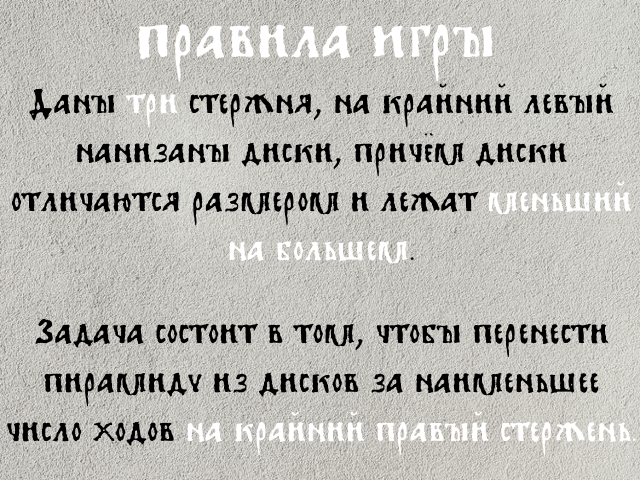 правила игры
Даны три стержня, на крайний левый
нанизаны диски, причём диски
отличаются размером и лежат меньший
на большем.
Задача состоит в том, чтобы перенести
пирамиду из дисков за наименьшее
число ходов на крайний правый стержень.